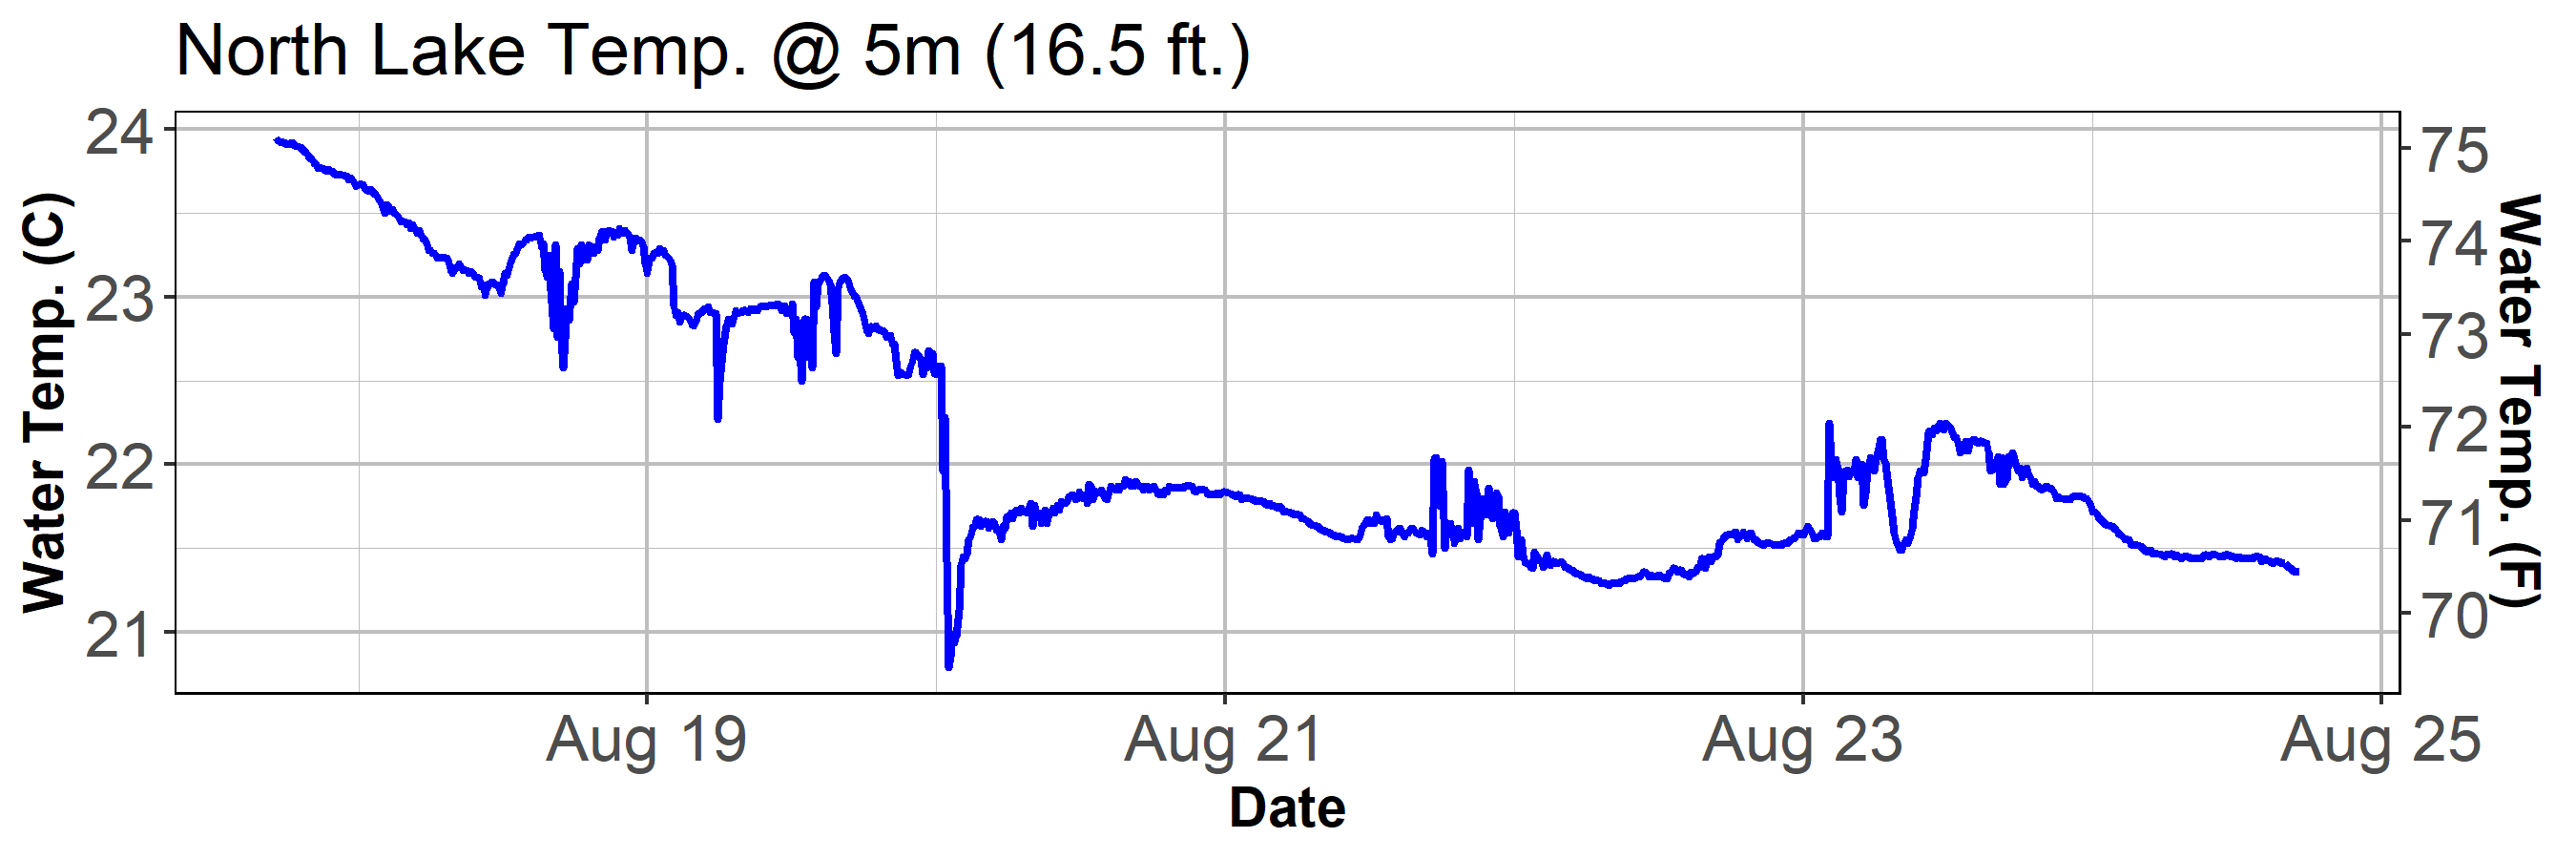 North Lake Temp. @ 5m (16.5 ft.)
Water Temp. (C)
24
23
22
21
75
74
73
72
71
70
Water Temp. (F)
Aug 19
Aug 21
Aug 23
Aug 25
Date